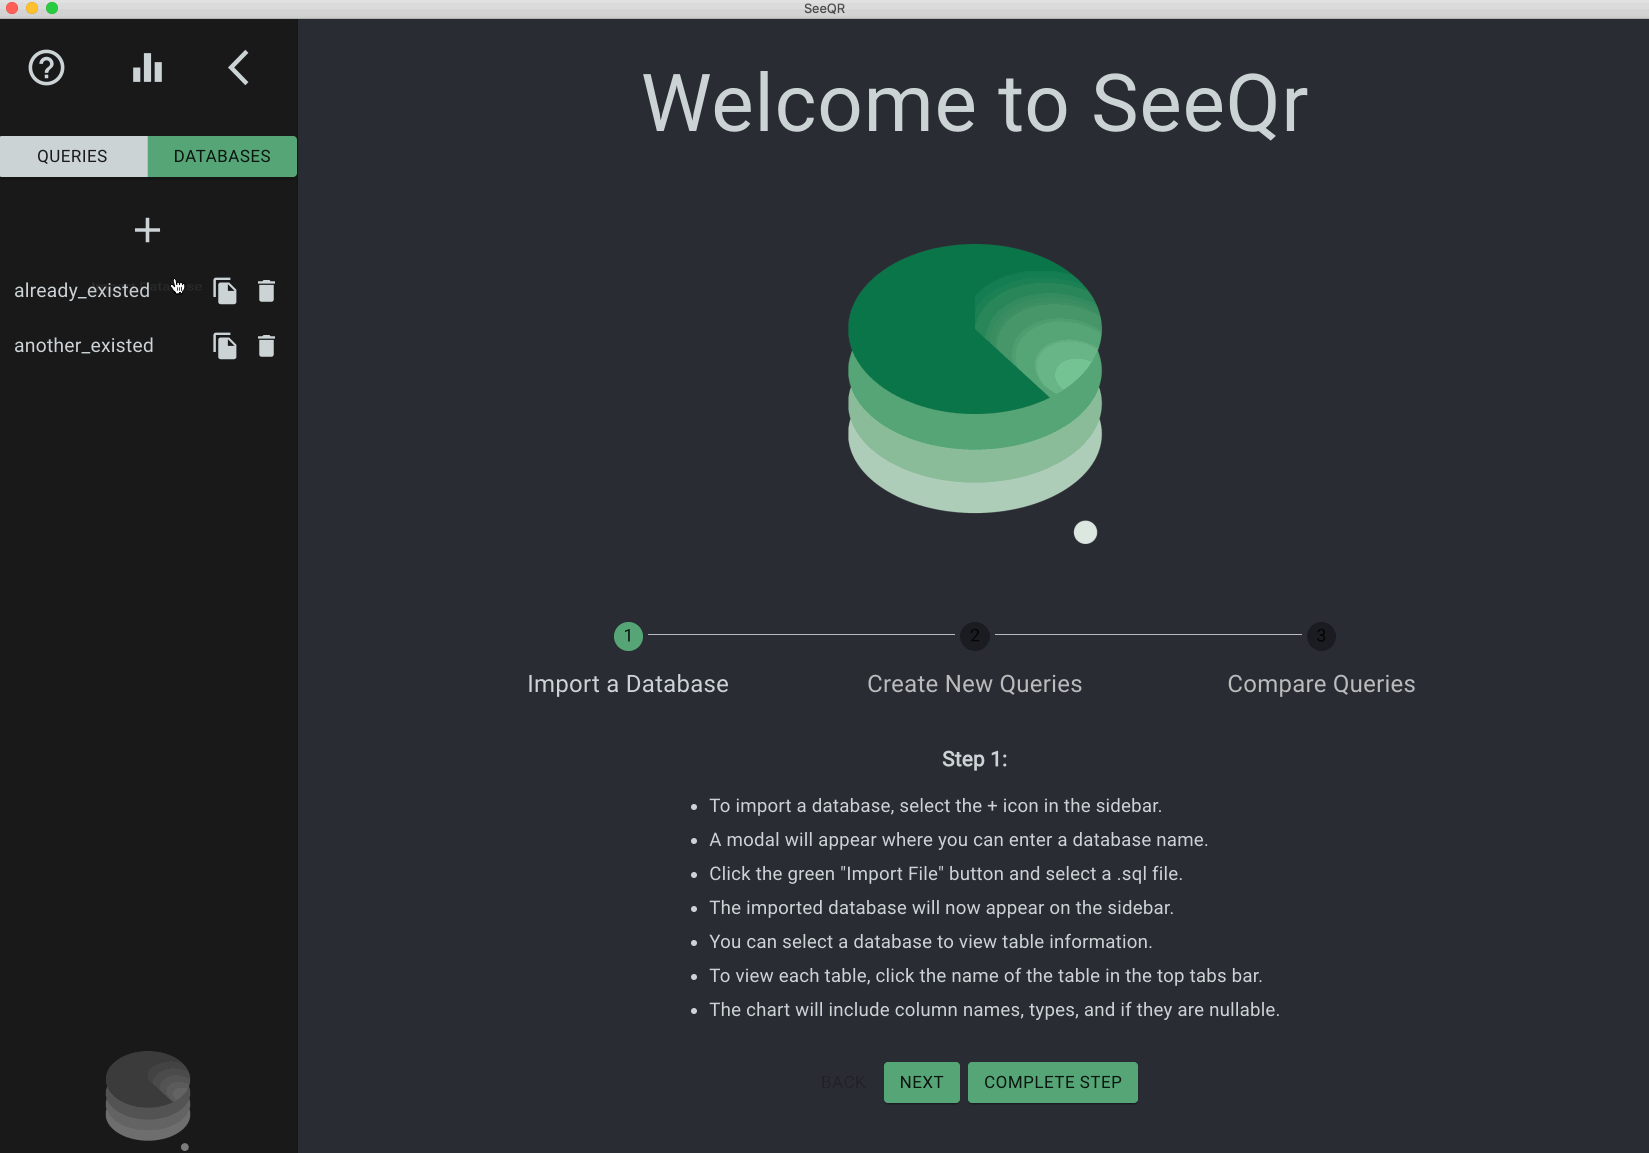 SeeQR
QUERIES
DATABASES
already_existed
another_existed
Welcome to SeeQr
1
2
3
Import a Database
Create New Queries
Compare Queries
Step 1:
• To import a database, select the + icon in the sidebar.
• A modal will appear where you can enter a database name.
• Click the green "Import File" button and select a .sql file.
• The imported database will now appear on the sidebar.
• You can select a database to view table information.
• To view each table, click the name of the table in the top tabs bar.
• The chart will include column names, types, and if they are nullable.
BACK
NEXT
COMPLETE STEP